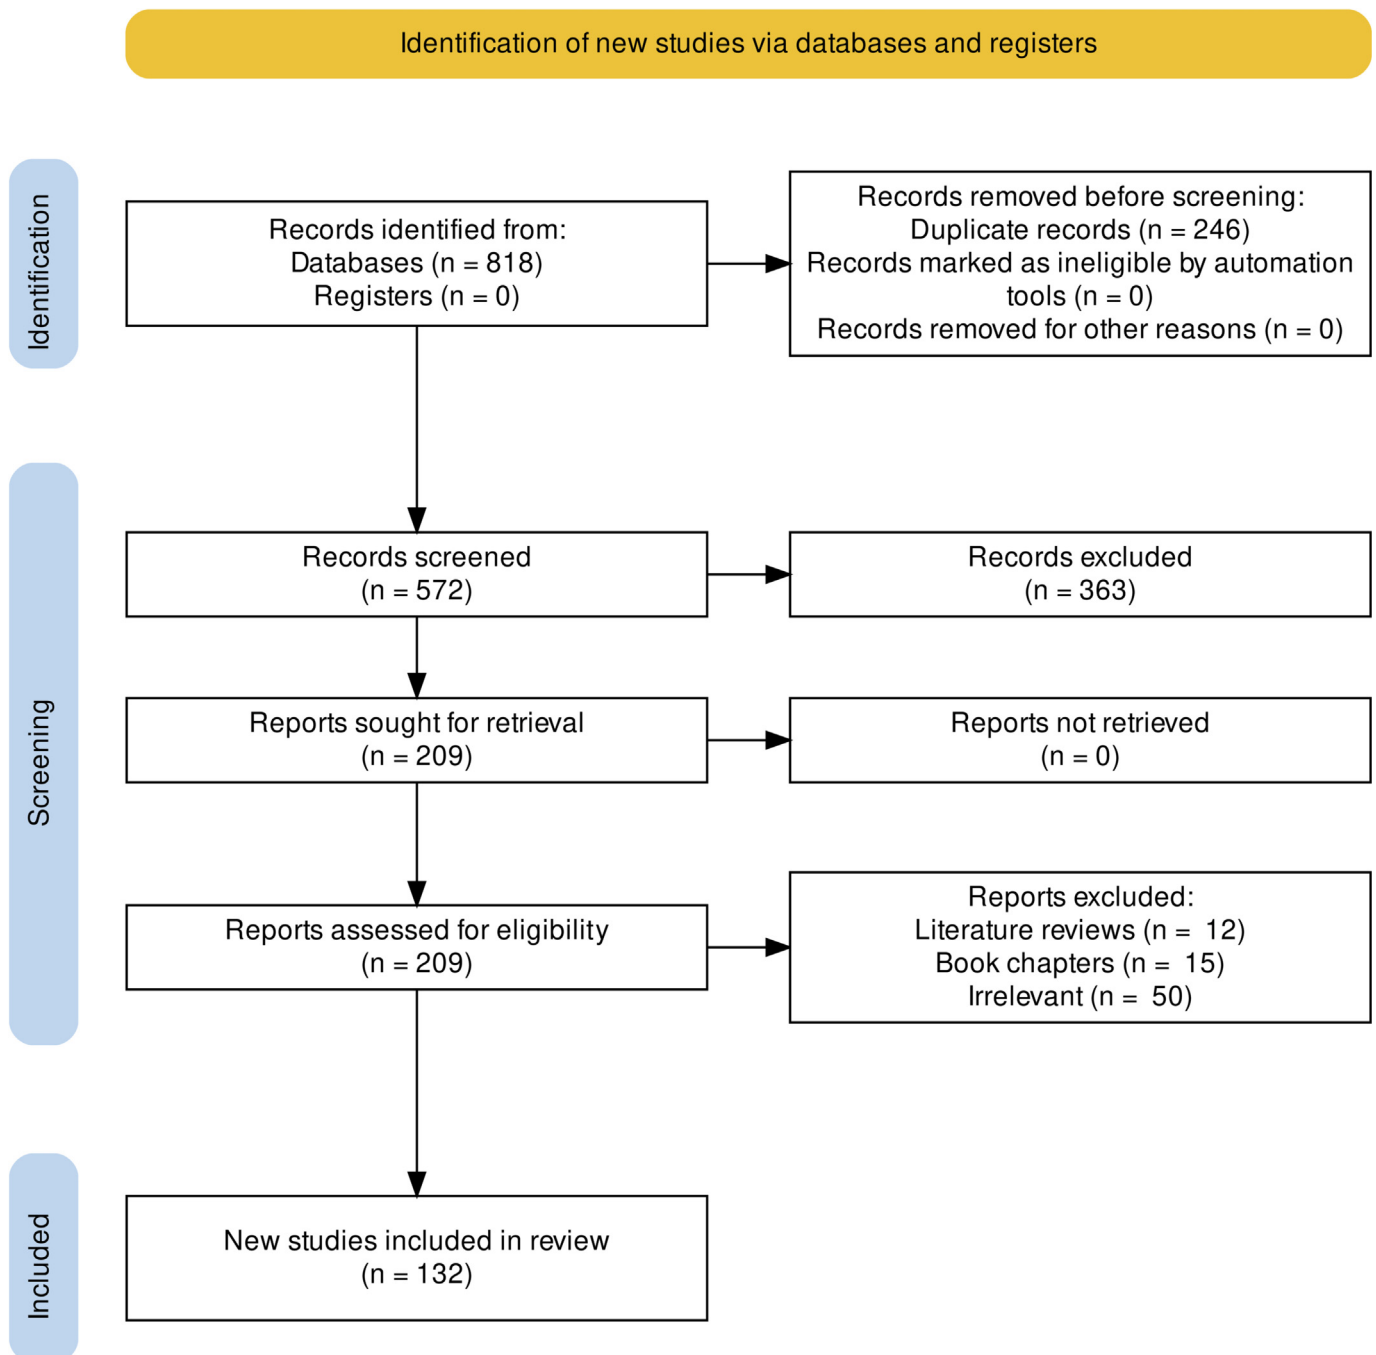 Identification of new studies via databases and registers
Identification
Records identified from:
Databases (n = 818)
Registers (n = 0)
Records removed before screening:
Duplicate records (n = 246)
Records marked as ineligible by automation
tools (n = 0)
Records removed for other reasons (n = 0)
Screening
Records screened
(n = 572)
Records excluded
(n = 363)
Reports sought for retrieval
(n = 209)
Reports not retrieved
(n = 0)
Reports assessed for eligibility
(n = 209)
Reports excluded:
Literature reviews (n =  12)
Book chapters (n =  15)
Irrelevant (n =  50)
Included
New studies included in review
(n = 132)